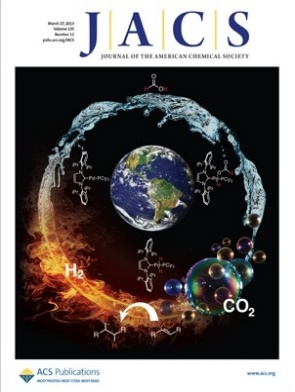 March 27, 2013
Volume 135
Number 12
pubs.acs.org/JACS
J|A|C|S
JOURNAL OF THE AMERICAN CHEMICAL SOCIETY
H₂
CO₂
R
R
R
R
ACS Publications
MOST TRUSTED. MOST CITED. MOST READ.
www.acs.org